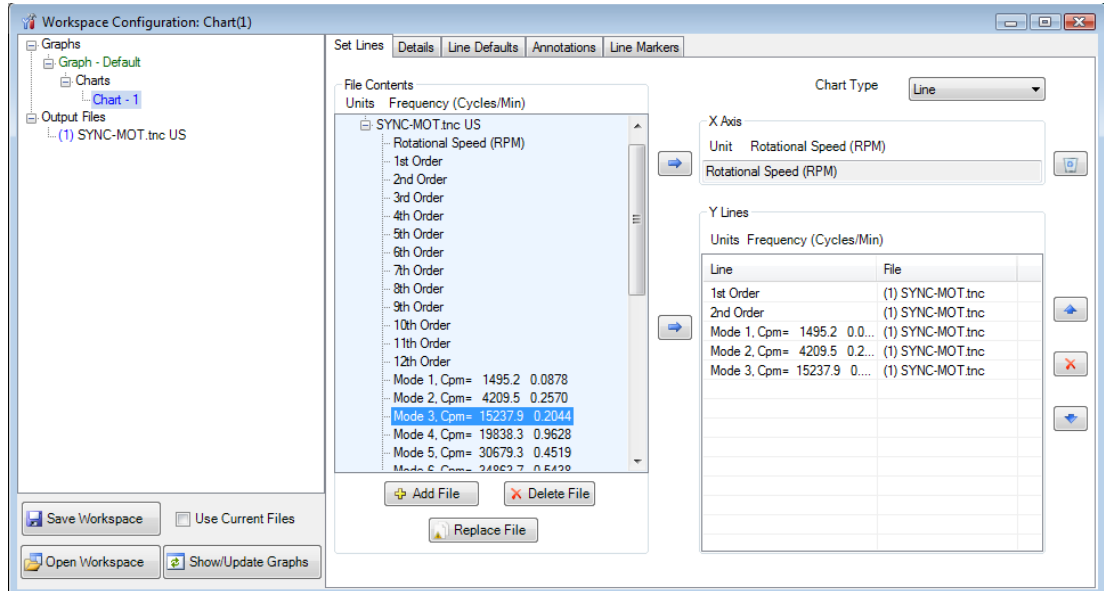 Workspace Configuration: Chart(1)
Graphs
Graph - Default
Charts
Chart - 1
Output Files
(1) SYNC-MOT.tnc US
Save Workspace
Use Current Files
Open Workspace
Show/Update Graphs
Set Lines
Details
Line Defaults
Annotations
Line Markers
File Contents
Units Frequency (Cycles/Min)
SYNC-MOT.tnc US
Rotational Speed (RPM)
1st Order
2nd Order
3rd Order
4th Order
5th Order
6th Order
7th Order
8th Order
9th Order
10th Order
11th Order
12th Order
Mode 1, Cpm= 1495.2 0.0878
Mode 2, Cpm= 4209.5 0.2570
Mode 3, Cpm= 15237.9 0.2044
Mode 4, Cpm= 19838.3 0.9628
Mode 5, Cpm= 30679.3 0.4519
Mode 6, Cpm= 34863.7 0.5438
Add File
Delete File
Replace File
Chart Type
Line
X Axis
Unit Rotational Speed (RPM)
Rotational Speed (RPM)
Y Lines
Units Frequency (Cycles/Min)
Line File
1st Order (1) SYNC-MOT.tnc
2nd Order (1) SYNC-MOT.tnc
Mode 1, Cpm= 1495.2 0.0... (1) SYNC-MOT.tnc
Mode 2, Cpm= 4209.5 0.2... (1) SYNC-MOT.tnc
Mode 3, Cpm= 15237.9 0.... (1) SYNC-MOT.tnc